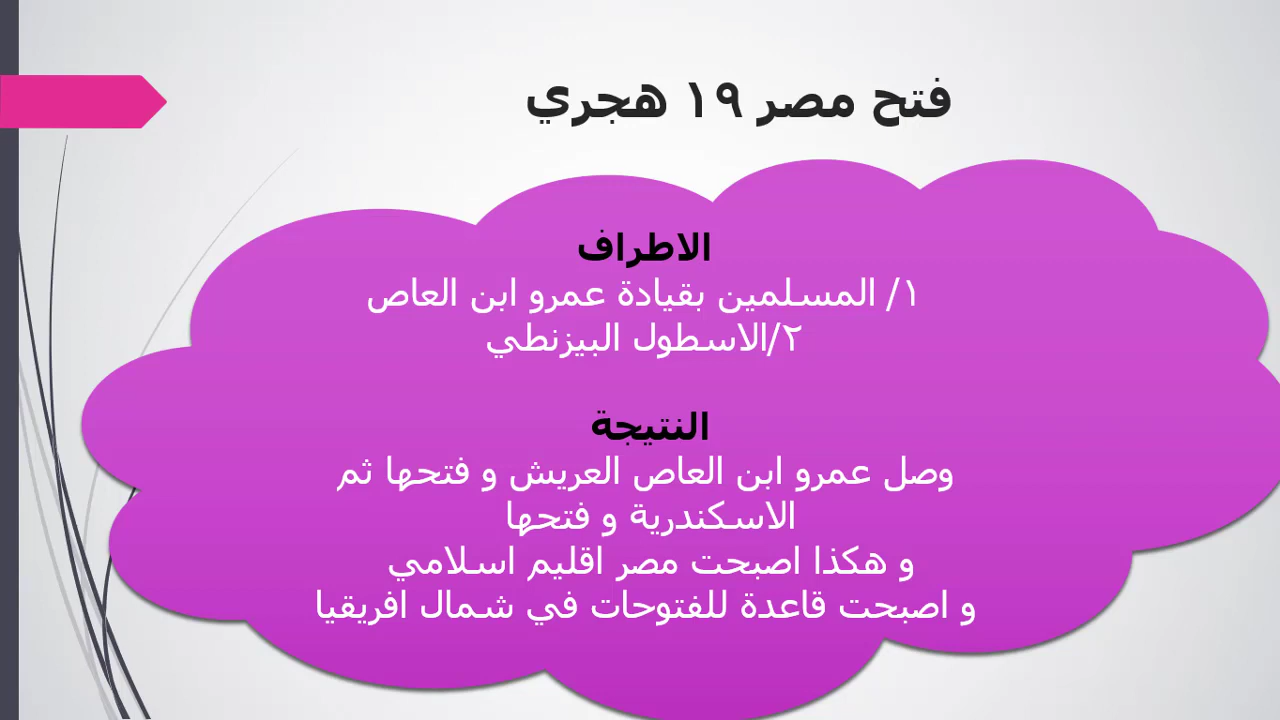 فتح مصر ١٩ هجري
الاطراف
١/ المسلمين بقيادة عمرو ابن العاص
٢/الاسطول البيزنطي
النتيجة
وصل عمرو ابن العاص العريش و فتحها ثم
الاسكندرية و فتحها
و هكذا اصبحت مصر اقليم اسلامي
و اصبحت قاعدة للفتوحات في شمال افريقيا